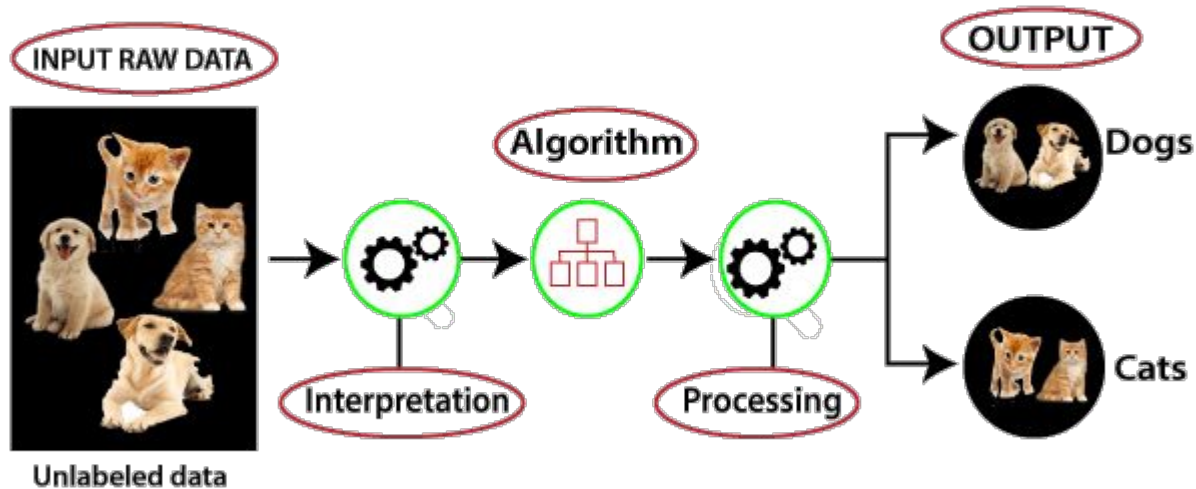 INPUT RAW DATA
OUTPUT
Algorithm
Dogs
Interpretation
Processing
Cats
Unlabeled data